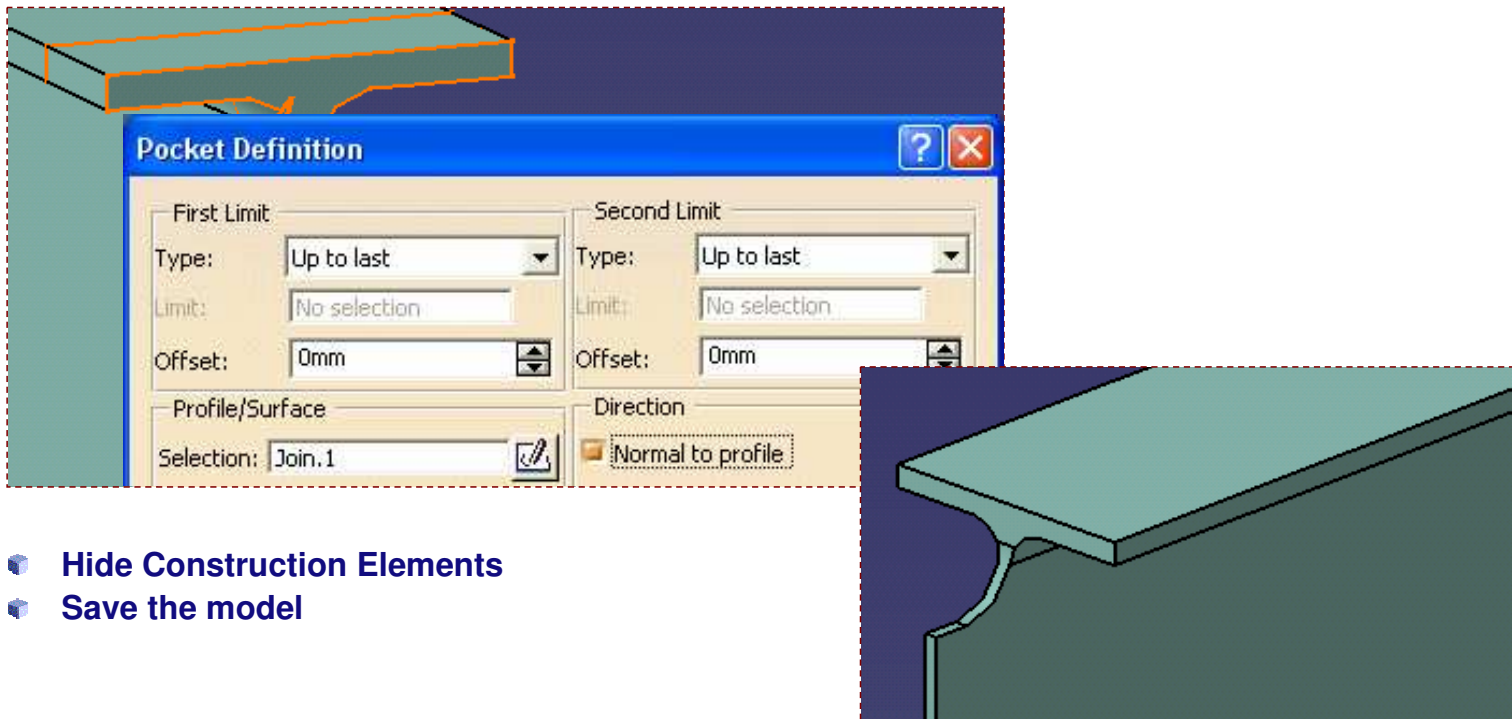 Pocket Definition
?
First Limit Second Limit
Type: Up to last Type: Up to last
Limit: No selection Limit: No selection
Offset: 0mm Offset: 0mm
Profile/Surface Direction
Selection: Join.1 Normal to profile
Hide Construction Elements
Save the model